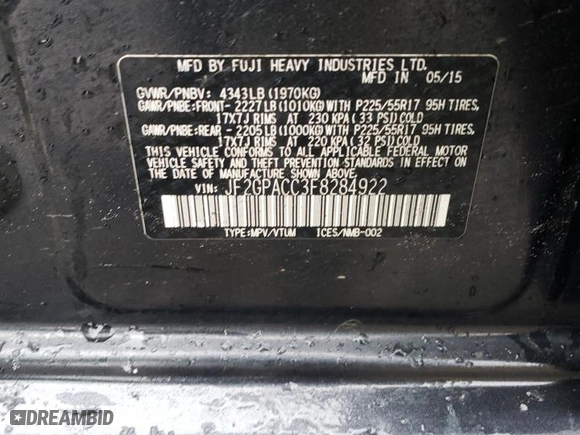 MFD BY FUJI HEAVY INDUSTRIES LTD.
MFD IN 05/15
GVWR/PNBV: 4343LB(1970KG)
GAWR/PNBE:FRONT- 2227LB(1010KG)WITH P225/55R17 95H TIRES,
17X7J RIMS AT 230 KPA(33 PSI)COLD
GAWR/PNBE:REAR - 2205LB(1000KG)WITH P225/55R17 95H TIRES,
17X7J RIMS AT 220 KPA(32 PSI)COLD
THIS VEHICLE CONFORMS TO ALL APPLICABLE FEDERAL MOTOR
VEHICLE SAFETY AND THEFT PREVENTION STANDARDS IN EFFECT ON
THE DATE OF MANUFACTURE SHOWN ABOVE.
VIN: JF2GPACC3F8284922
TYPE:MPV/VTUM ICES/NMB-002
DREAMBID